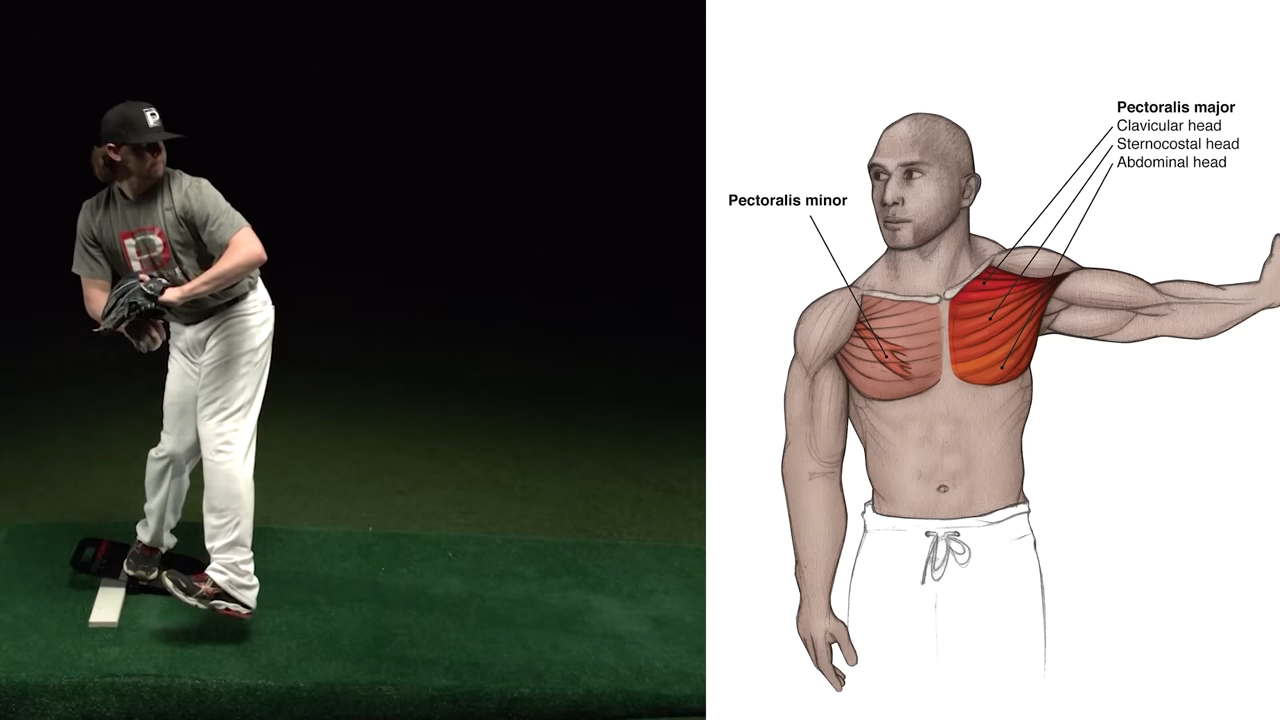 P
P
Pectoralis major
Clavicular head
Sternocostal head
Abdominal head
Pectoralis minor